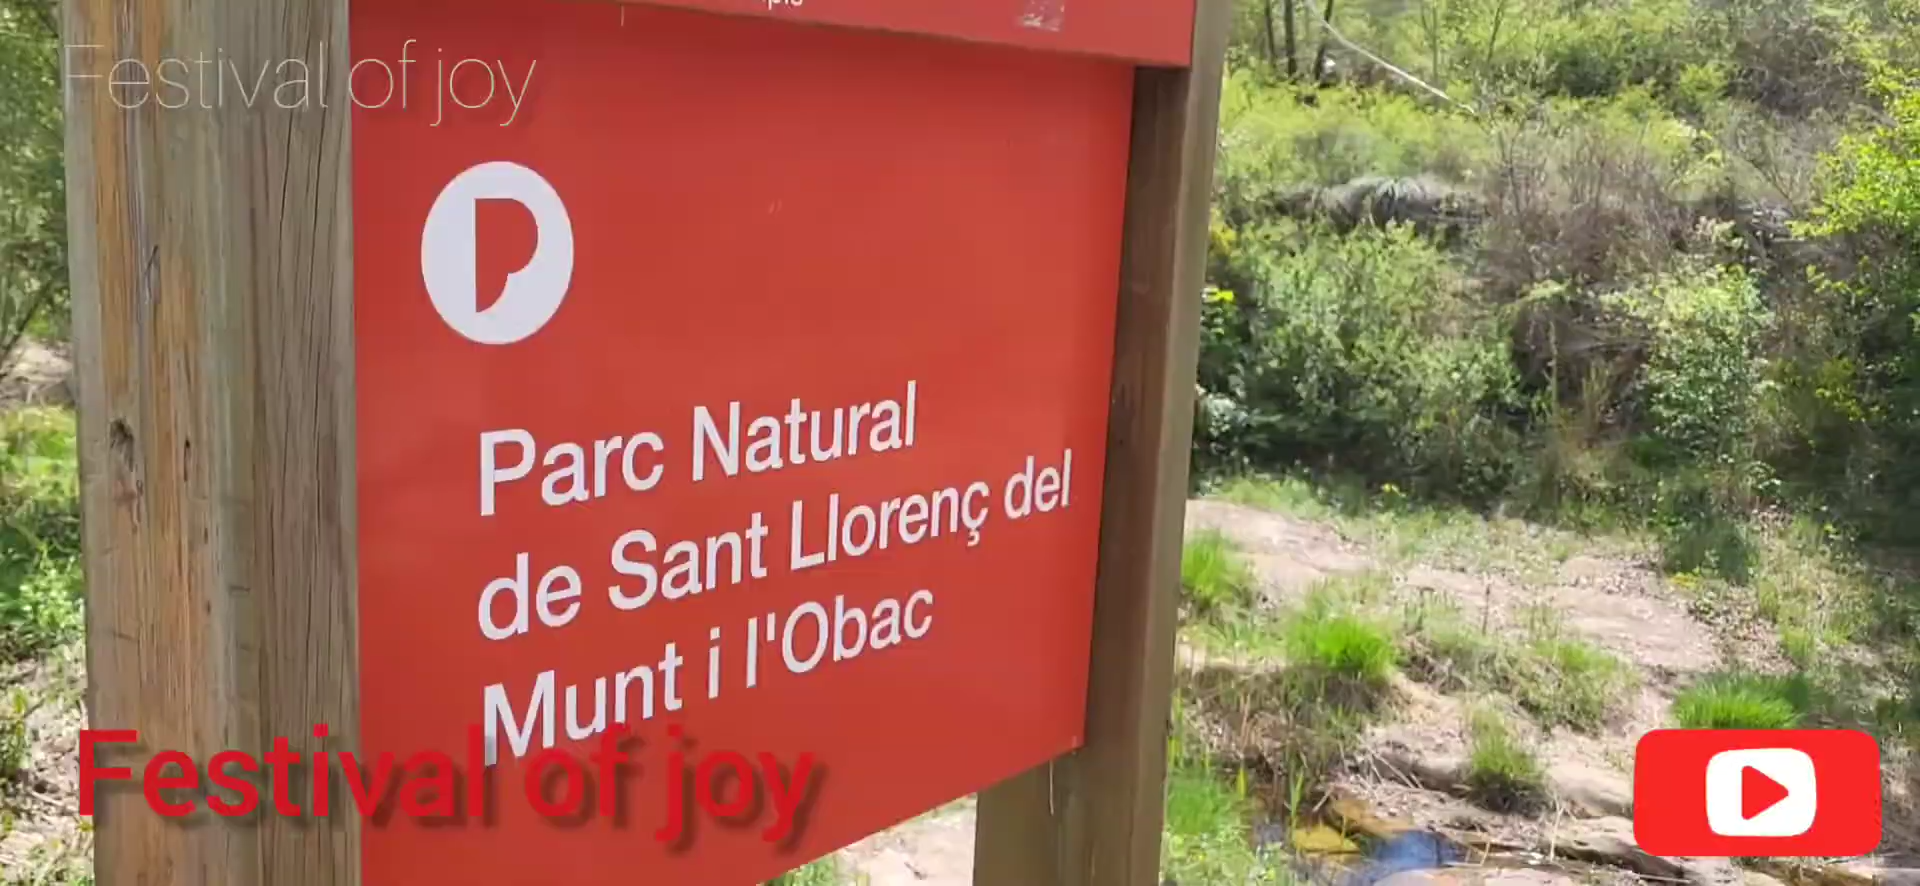 Festival of joy
Parc Natural
de Sant Llorenç del
Munt i l'Obac
Festival of joy